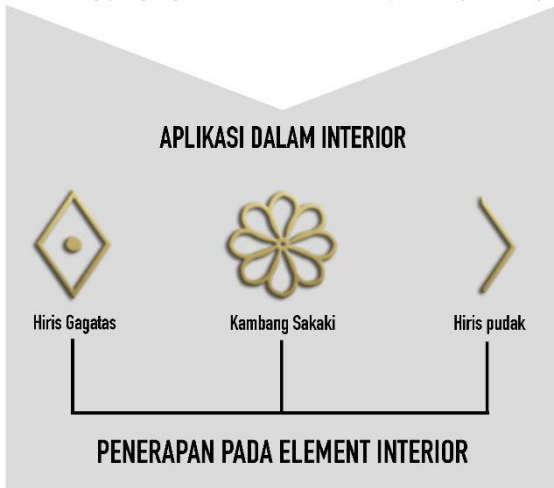 APLIKASI DALAM INTERIOR
Hiris Gagatas
Kambang Sakaki
Hiris pudak
PENERAPAN PADA ELEMENT INTERIOR